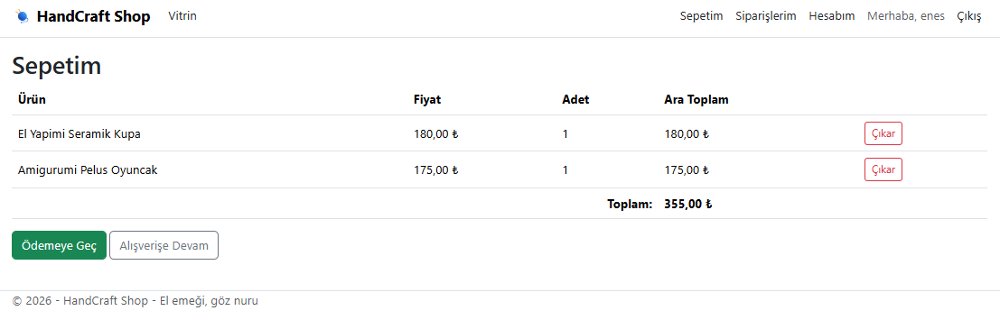 HandCraft Shop Vitrin Sepetim Siparişlerim Hesabım Merhaba, enes Çıkış
Sepetim
Ürün Fiyat Adet Ara Toplam
El Yapimi Seramik Kupa 180,00 ₺ 1 180,00 ₺ Çıkar
Amigurumi Pelus Oyuncak 175,00 ₺ 1 175,00 ₺ Çıkar
Toplam: 355,00 ₺
Ödemeye Geç Alışverişe Devam
© 2026 - HandCraft Shop - El emeği, göz nuru